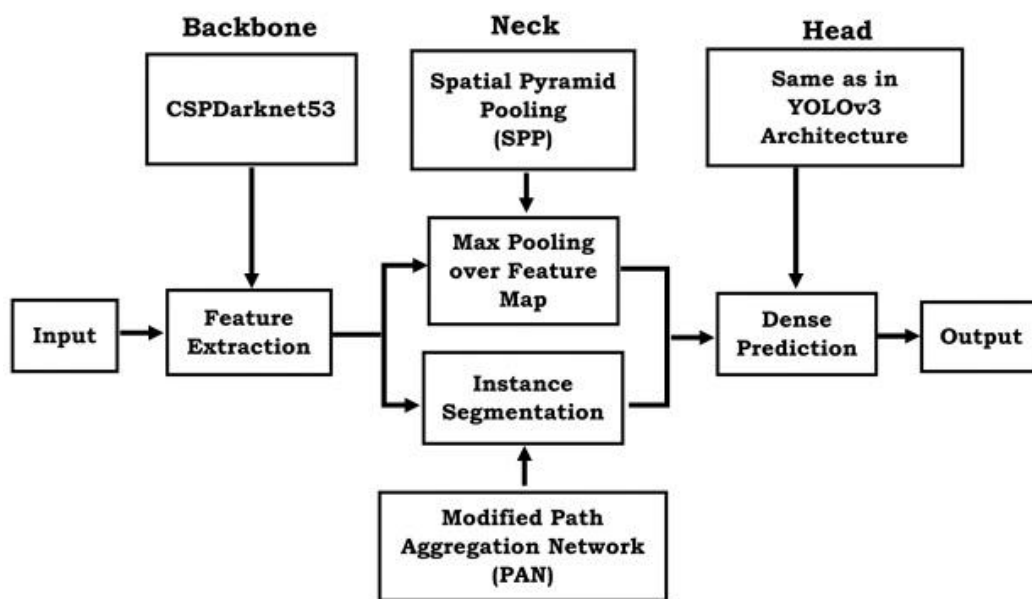 Backbone
Neck
Head
CSPDarknet53
Spatial Pyramid
Pooling
(SPP)
Same as in
YOLOv3
Architecture
Max Pooling
over Feature
Map
Input
Feature
Extraction
Instance
Segmentation
Dense
Prediction
Output
Modified Path
Aggregation Network
(PAN)